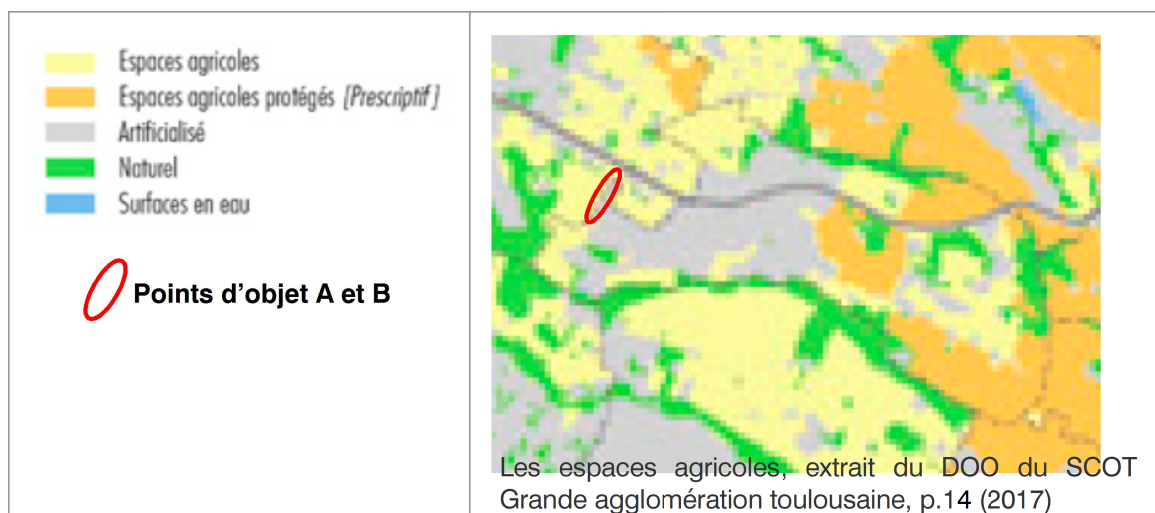 Espaces agricoles
Espaces agricoles protégés [Prescriptif]
Artificialisé
Naturel
Surfaces en eau
Points d’objet A et B
Les espaces agricoles, extrait du DOO du SCOT
Grande agglomération toulousaine, p.14 (2017)